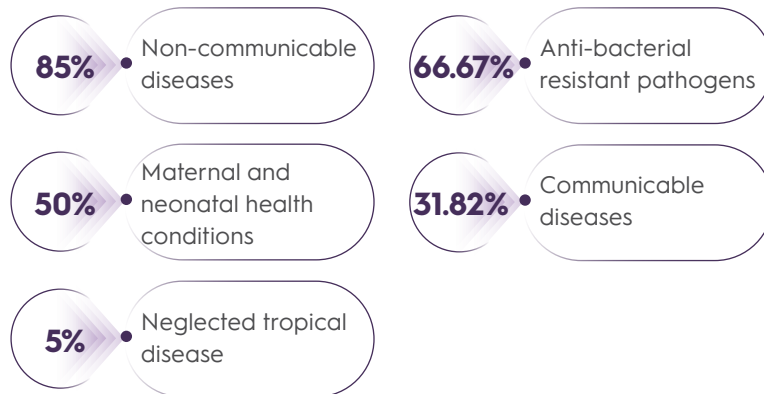 85%
Non-communicable
diseases
66.67%
Anti-bacterial
resistant pathogens
50%
Maternal and
neonatal health
conditions
31.82%
Communicable
diseases
5%
Neglected tropical
disease